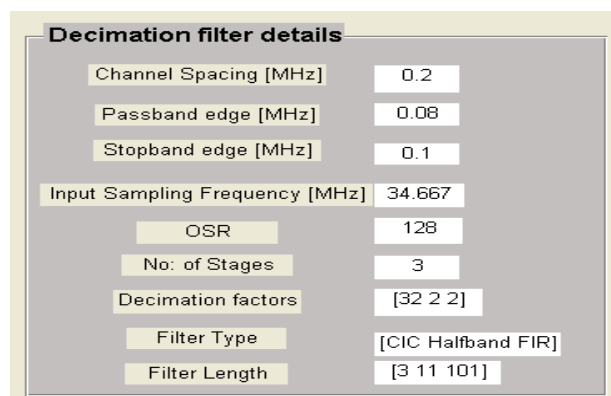 Decimation filter details
Channel Spacing [MHz] 0.2
Passband edge [MHz] 0.08
Stopband edge [MHz] 0.1
Input Sampling Frequency [MHz] 34.667
OSR 128
No: of Stages 3
Decimation factors [32 2 2]
Filter Type [CIC Halfband FIR]
Filter Length [3 11 101]